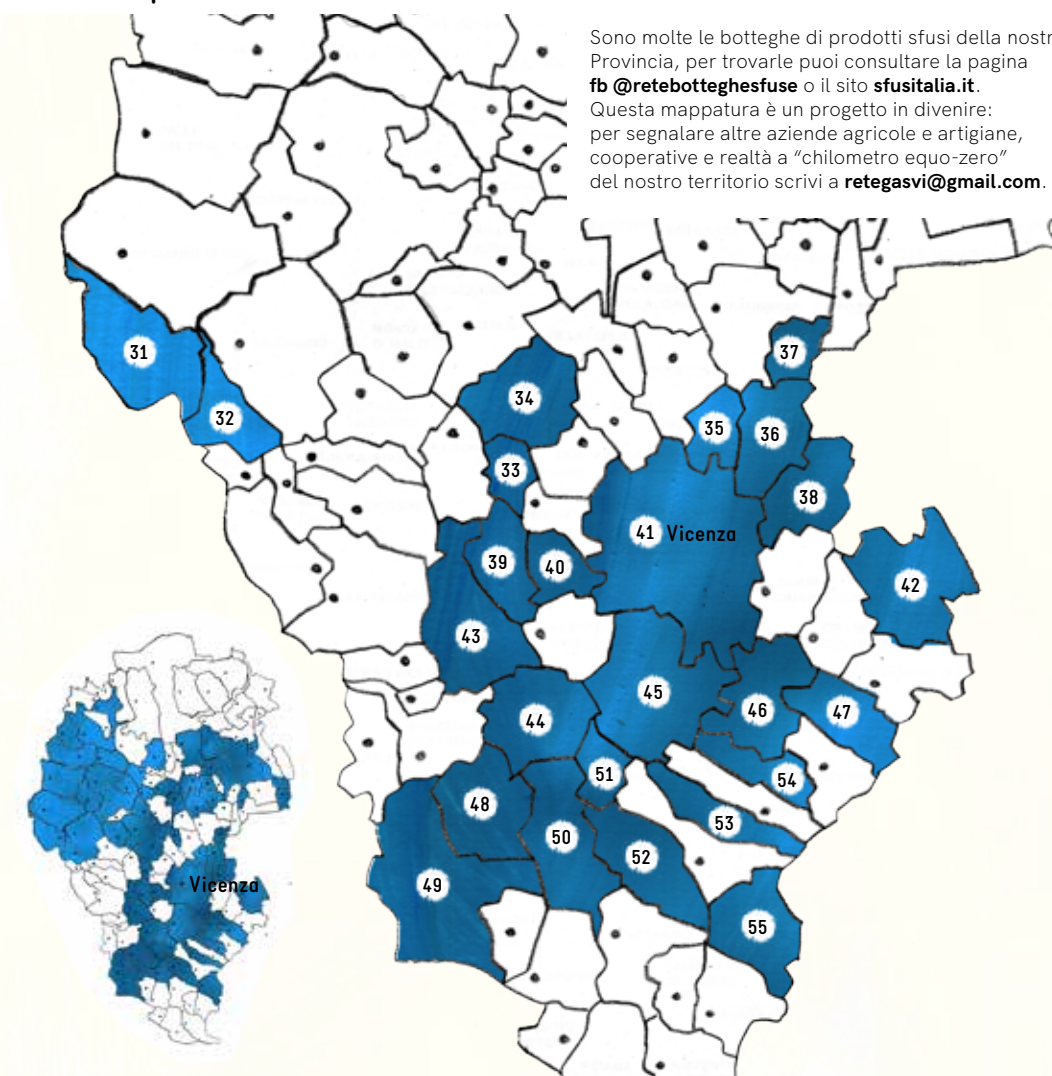 Sono molte le botteghe di prodotti sfusi della nostr
Provincia, per trovarle puoi consultare la pagina
fb @retebotteghesfuse o il sito sfusitalia.it.
Questa mappatura è un progetto in divenire:
per segnalare altre aziende agricole e artigiane,
cooperative e realtà a “chilometro equo-zero”
del nostro territorio scrivi a retegasvi@gmail.com.
31
37
32
34
35
36
33
38
41 Vicenza
39
40
42
43
45
46
47
44
51
54
48
53
50
52
49
Vicenza
55